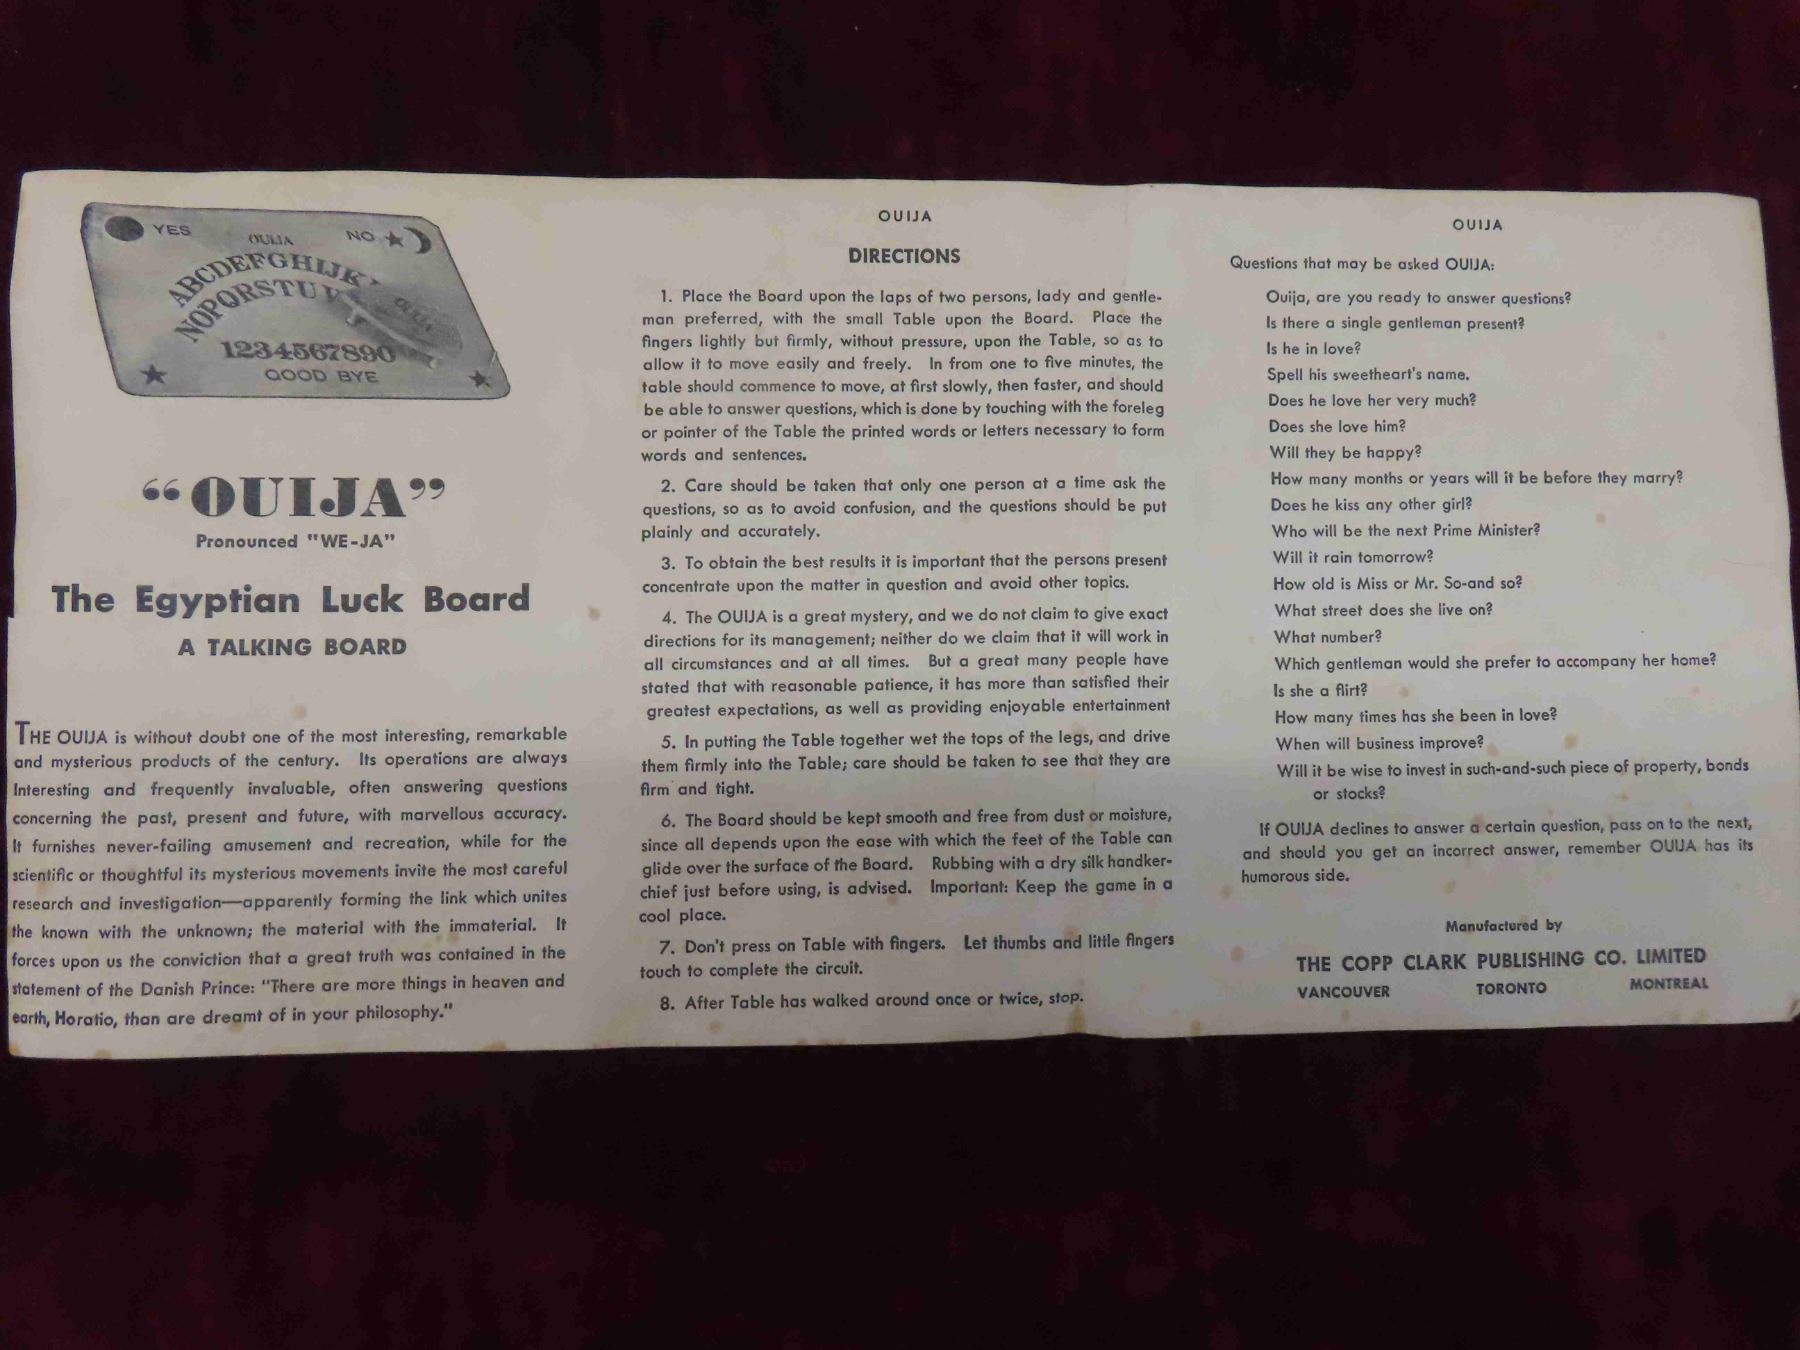 YES
OUIJA
NO
ABCDEFGHIJK
NOPQRSTUV
OUIJA
1234567890
GOOD BYE
"OUIJA"
Pronounced "WE-JA"
The Egyptian Luck Board
A TALKING BOARD
THE OUIJA is without doubt one of the most interesting, remarkable
and mysterious products of the century. Its operations are always
Interesting and frequently invaluable, often answering questions
concerning the past, present and future, with marvellous accuracy.
It furnishes never-failing amusement and recreation, while for the
scientific or thoughtful its mysterious movements invite the most careful
research and investigation—apparently forming the link which unites
the known with the unknown; the material with the immaterial. It
forces upon us the conviction that a great truth was contained in the
statement of the Danish Prince: "There are more things in heaven and
earth, Horatio, than are dreamt of in your philosophy."
OUIJA
DIRECTIONS
1. Place the Board upon the laps of two persons, lady and gentle-
man preferred, with the small Table upon the Board. Place the
fingers lightly but firmly, without pressure, upon the Table, so as to
allow it to move easily and freely. In from one to five minutes, the
table should commence to move, at first slowly, then faster, and should
be able to answer questions, which is done by touching with the foreleg
or pointer of the Table the printed words or letters necessary to form
words and sentences.
2. Care should be taken that only one person at a time ask the
questions, so as to avoid confusion, and the questions should be put
plainly and accurately.
3. To obtain the best results it is important that the persons present
concentrate upon the matter in question and avoid other topics.
4. The OUIJA is a great mystery, and we do not claim to give exact
directions for its management; neither do we claim that it will work in
all circumstances and at all times. But a great many people have
stated that with reasonable patience, it has more than satisfied their
greatest expectations, as well as providing enjoyable entertainment
5. In putting the Table together wet the tops of the legs, and drive
them firmly into the Table; care should be taken to see that they are
firm and tight.
6. The Board should be kept smooth and free from dust or moisture,
since all depends upon the ease with which the feet of the Table can
glide over the surface of the Board. Rubbing with a dry silk handker-
chief just before using, is advised. Important: Keep the game in a
cool place.
7. Don't press on Table with fingers. Let thumbs and little fingers
touch to complete the circuit.
8. After Table has walked around once or twice, stop.
OUIJA
Questions that may be asked OUIJA:
Ouija, are you ready to answer questions?
Is there a single gentleman present?
Is he in love?
Spell his sweetheart's name.
Does he love her very much?
Does she love him?
Will they be happy?
How many months or years will it be before they marry?
Does he kiss any other girl?
Who will be the next Prime Minister?
Will it rain tomorrow?
How old is Miss or Mr. So-and so?
What street does she live on?
What number?
Which gentleman would she prefer to accompany her home?
Is she a flirt?
How many times has she been in love?
When will business improve?
Will it be wise to invest in such-and-such piece of property, bonds
or stocks?
If OUIJA declines to answer a certain question, pass on to the next,
and should you get an incorrect answer, remember OUIJA has its
humorous side.
Manufactured by
THE COPP CLARK PUBLISHING CO. LIMITED
VANCOUVER TORONTO MONTREAL